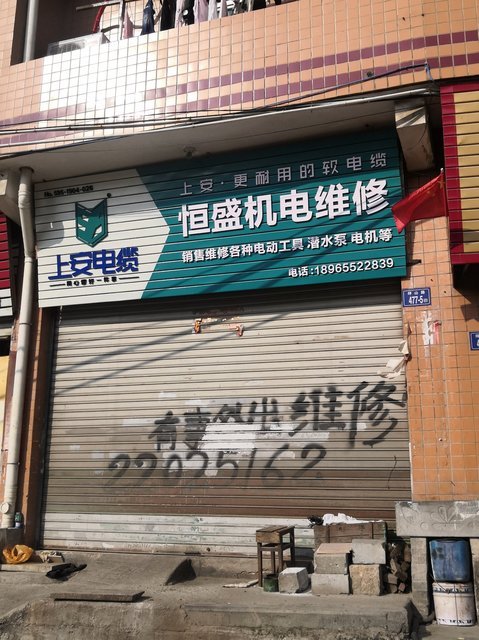 上安·更耐用的软电缆
上安电缆
恒盛机电维修
销售维修各种电动工具 潜水泵 电机等
电话:18965522839
477-5
有事外出维修
22625162